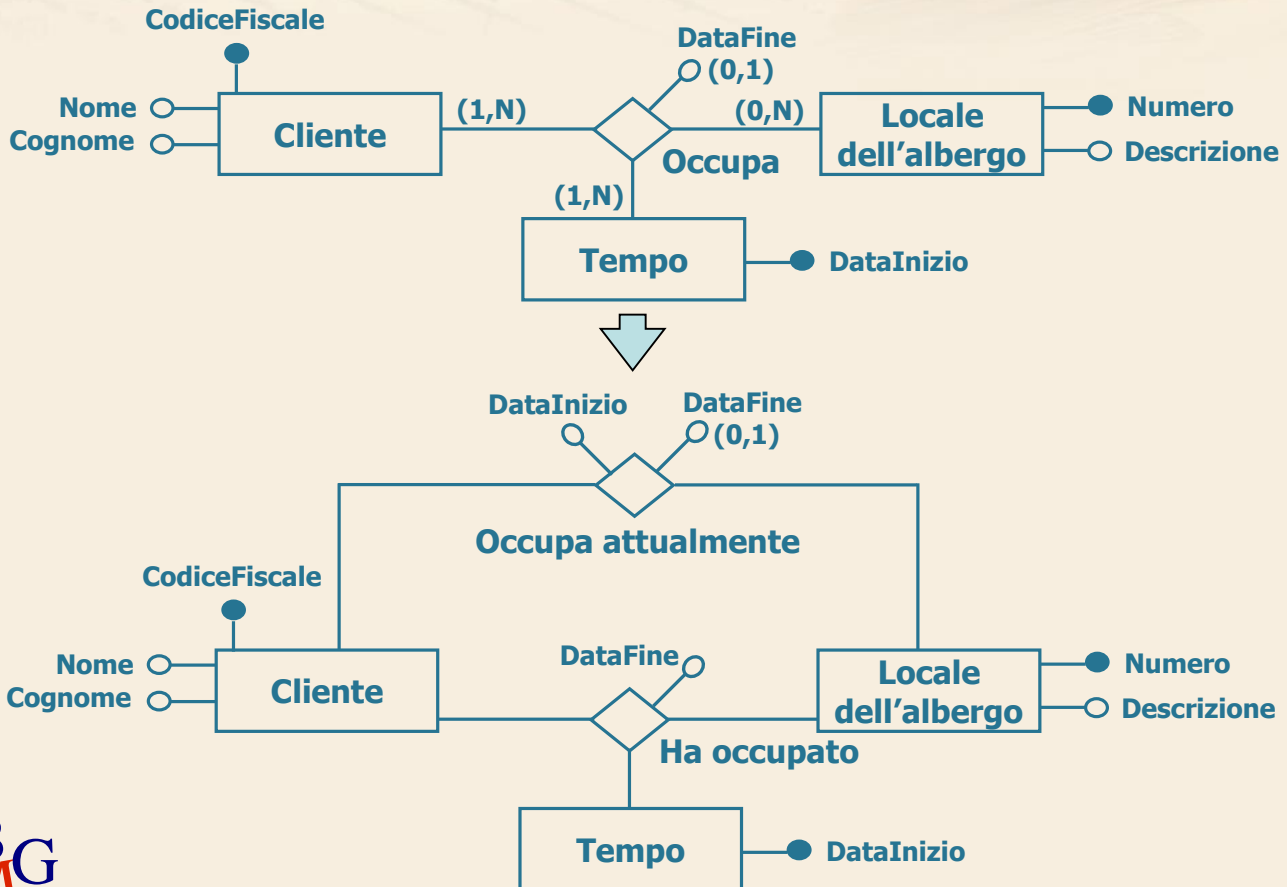 CodiceFiscale
DataFine
(0,1)
Nome
Cognome
Cliente
(1,N)
(0,N)
Locale
dell'albergo
Numero
Descrizione
Occupa
(1,N)
Tempo
DataInizio
DataInizio
DataFine
(0,1)
Occupa attualmente
CodiceFiscale
Nome
Cognome
Cliente
DataFine
Locale
dell'albergo
Numero
Descrizione
Ha occupato
Tempo
DataInizio
G